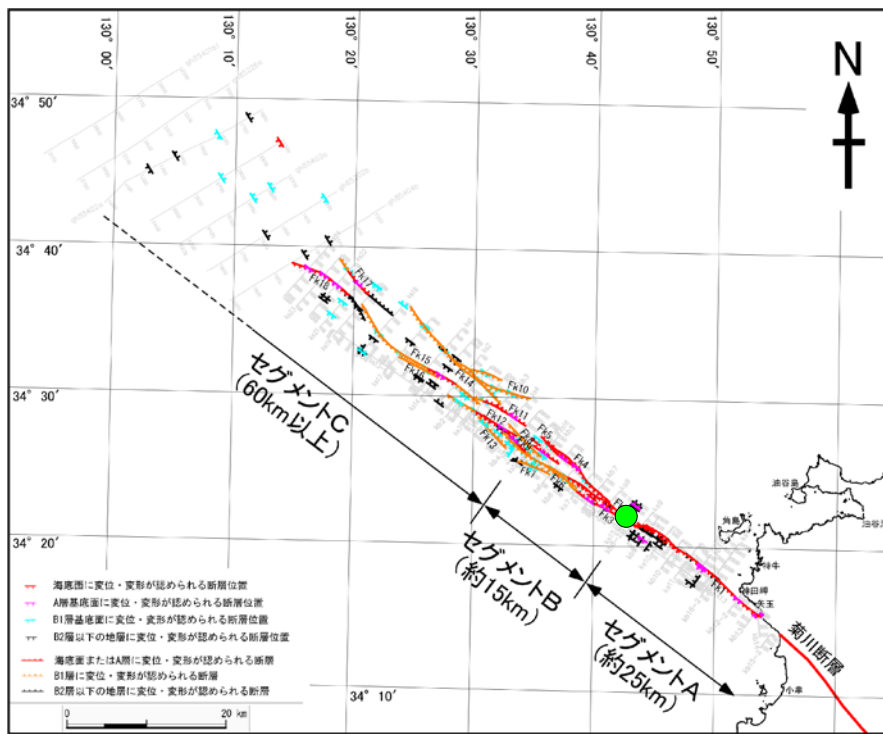 130° 00′
130° 10′
130° 20′
130° 30′
130° 40′
130° 50′
N
34° 50′
34° 40′
34° 30′
34° 20′
34° 10′
Fk17
Fk18
Fk15
Fk16
Fk14
Fk10
Fk11
Fk12
Fk13
Fk5
Fk4
Fk7
Fk3
Fk1
セグメントC
(60km以上)
セグメントB
(約15km)
セグメントA
(約25km)
油谷島
角島
特牛
神田岬
矢玉
菊川断層
小串
海底面に変位・変形が認められる断層位置
A層基底面に変位・変形が認められる断層位置
B1層基底面に変位・変形が認められる断層位置
B2層以下の地層に変位・変形が認められる断層位置
海底面またはA層に変位・変形が認められる断層
B1層に変位・変形が認められる断層
B2層以下の地層に変位・変形が認められる断層
0 20 km